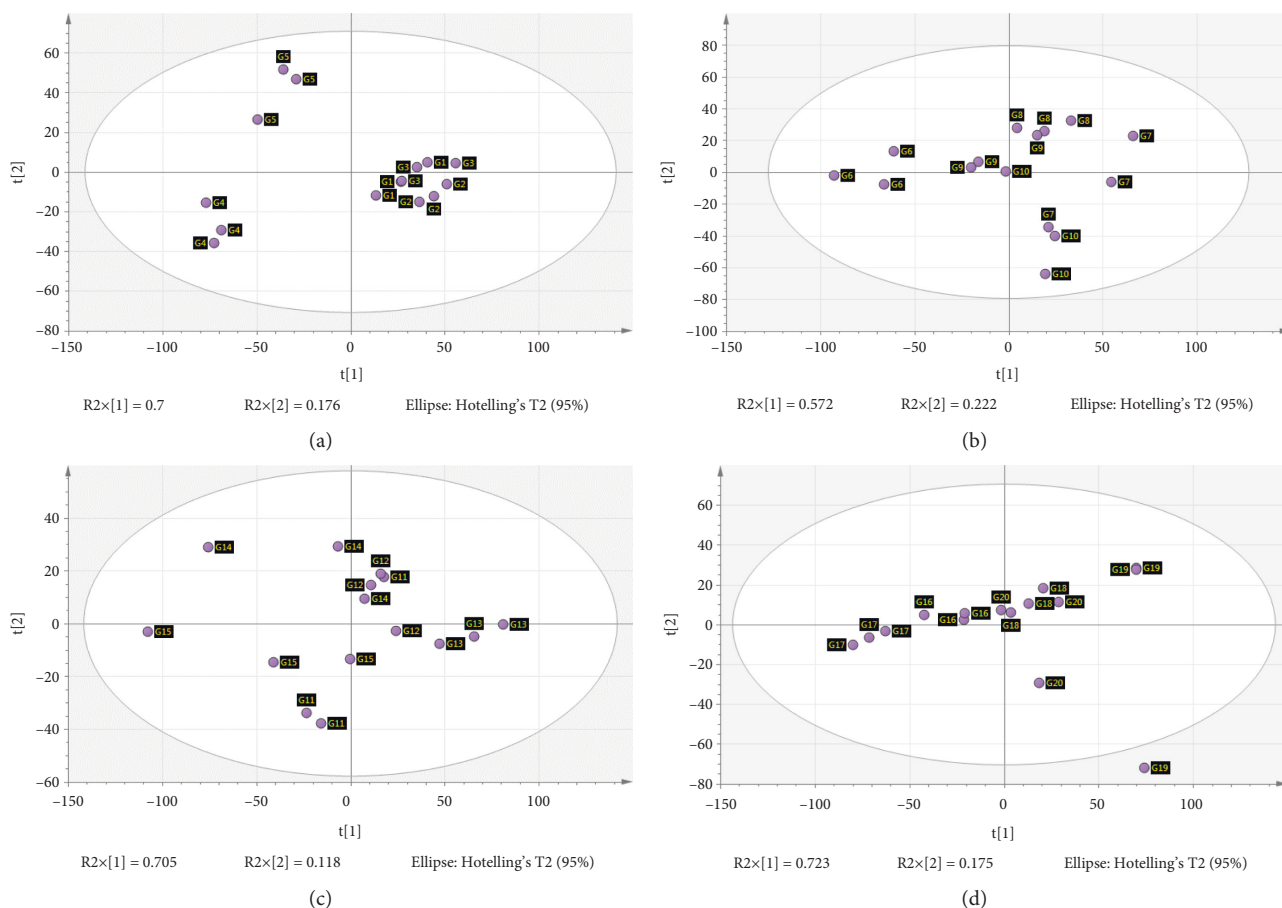 60
40
20
0
−20
−40
−60
−80
t[2]
G5
G5
G5
G4
G4
G4
G3 G1 G3
G1 G3 G2
G1
G2 G2
−150 −100 −50 0 50 100
t[1]
R2×[1] = 0.7 R2×[2] = 0.176 Ellipse: Hotelling's T2 (95%)
(a)
80
60
40
20
0
−20
−40
−60
−80
−100
t[2]
G8 G8 G8
G7
G6 G9
G9 G9
G6 G10
G6 G7
G7
G10
G10
−150 −100 −50 0 50 100
t[1]
R2×[1] = 0.572 R2×[2] = 0.222 Ellipse: Hotelling's T2 (95%)
(b)
40
20
0
−20
−40
−60
t[2]
G14 G14
G12
G11
G12
G14
G15 G12 G13 G13
G13
G15 G15
G11
G11
−150 −100 −50 0 50 100
t[1]
R2×[1] = 0.705 R2×[2] = 0.118 Ellipse: Hotelling's T2 (95%)
(c)
60
40
20
0
−20
−40
−60
−80
t[2]
G19 G19
G18
G16 G20 G18 G20
G16 G16 G18
G17 G17
G17
G20
G19
−150 −100 −50 0 50 100
t[1]
R2×[1] = 0.723 R2×[2] = 0.175 Ellipse: Hotelling's T2 (95%)
(d)